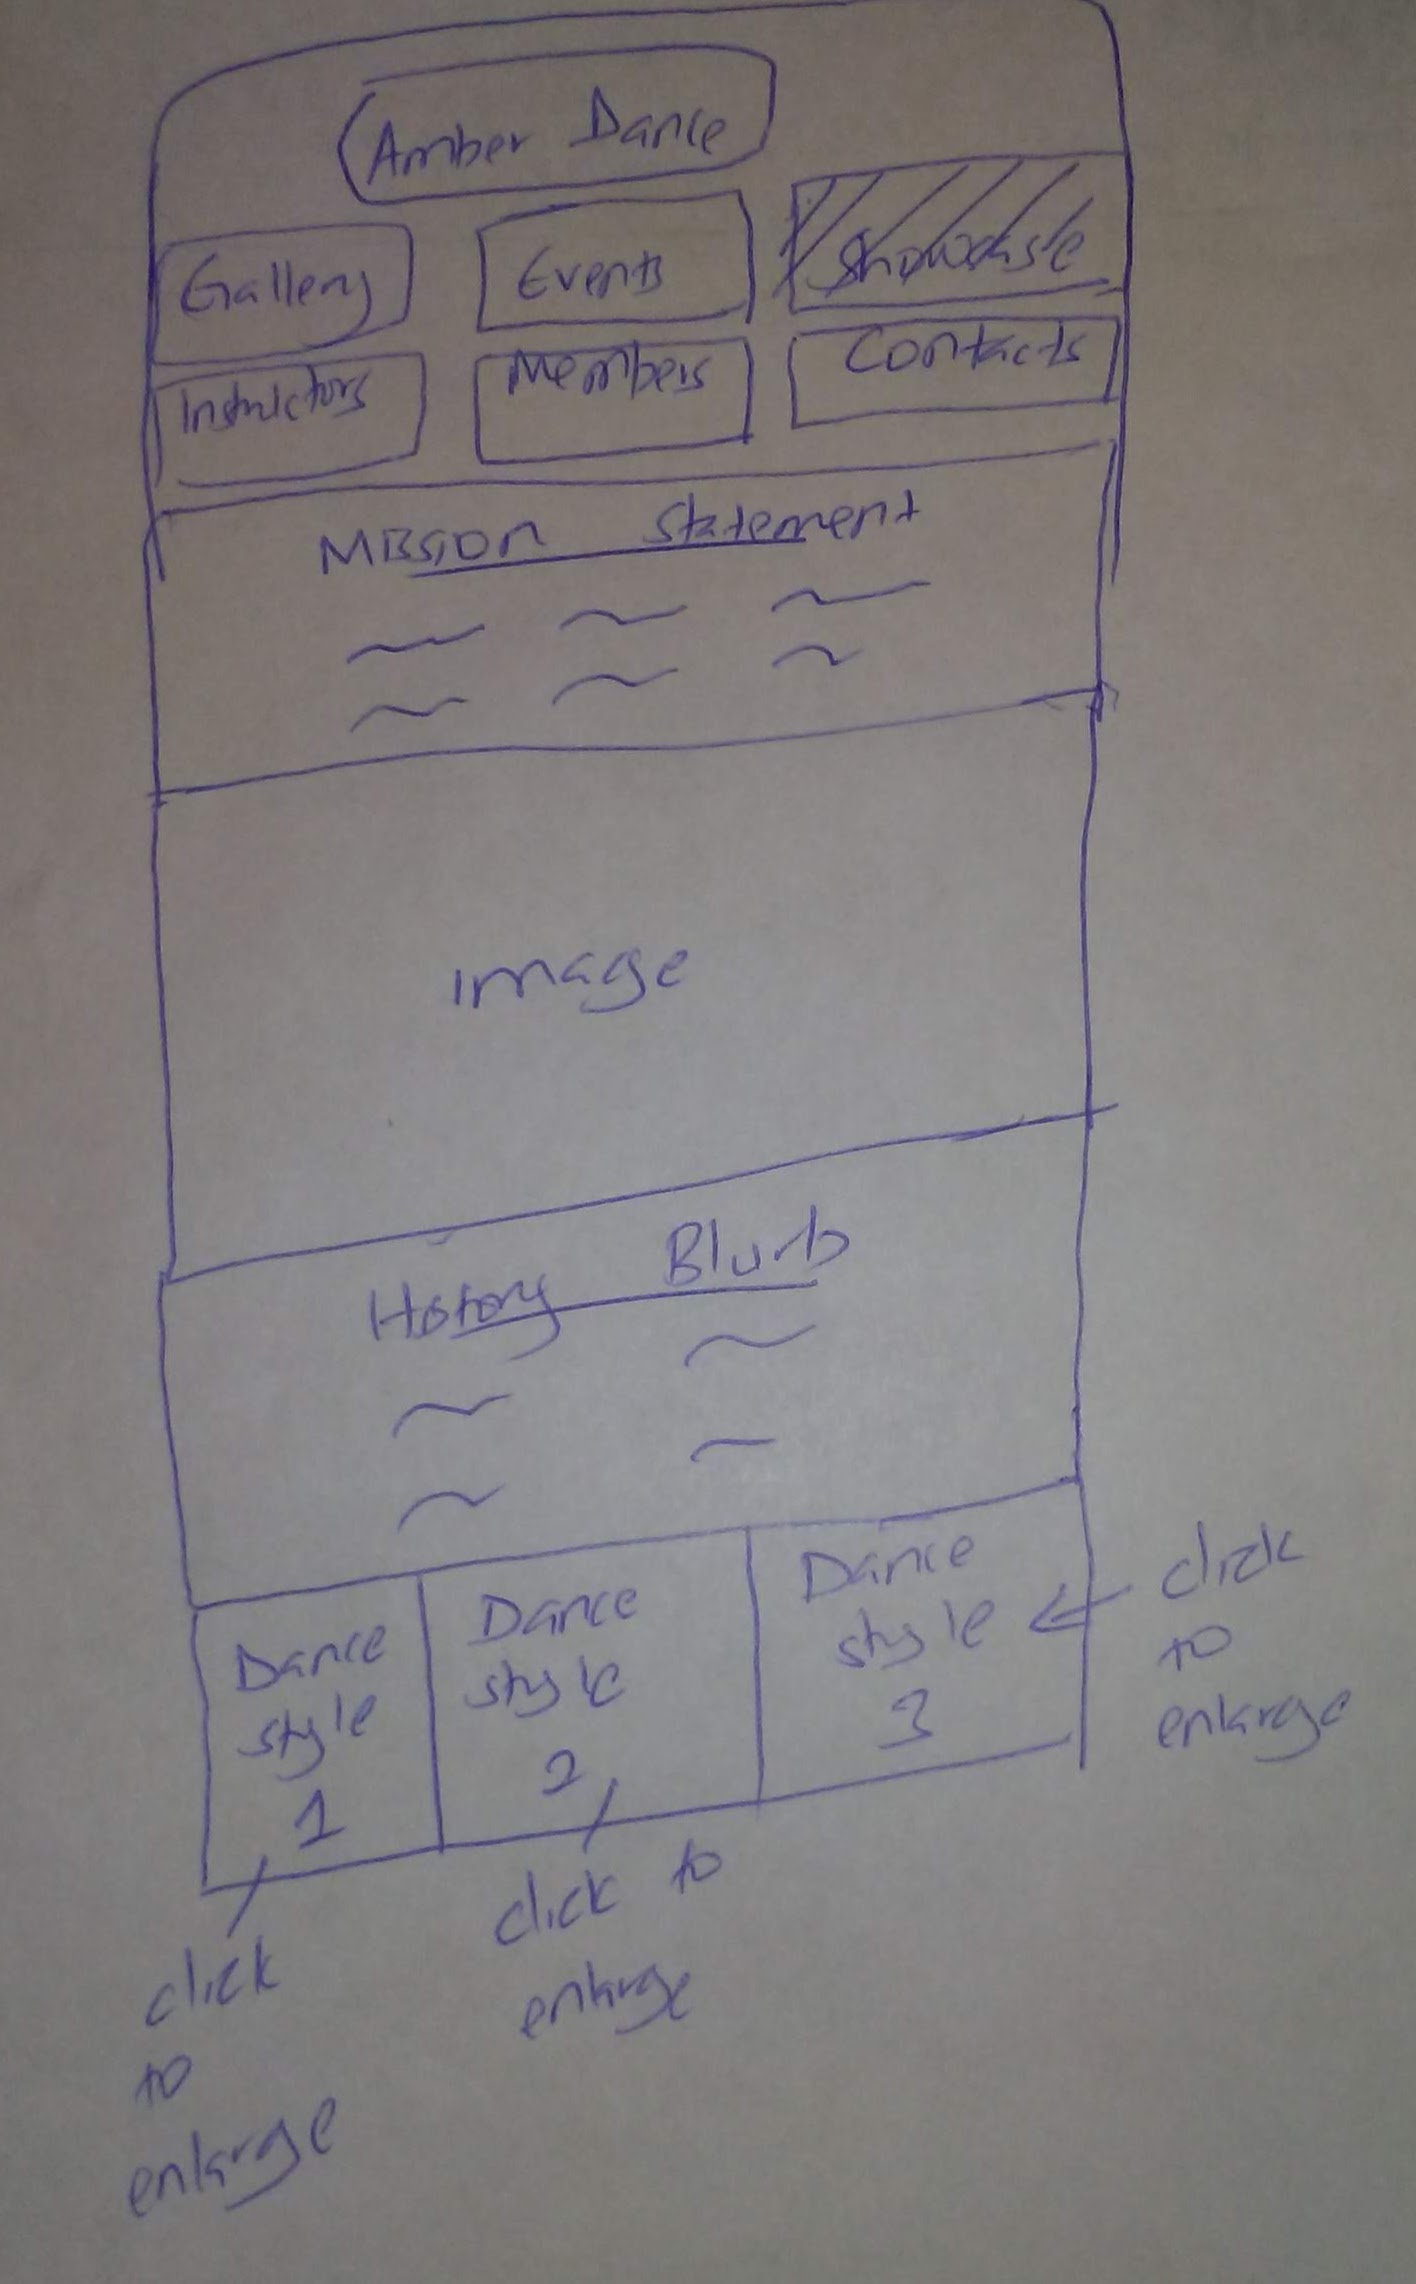 Amber Dance
Gallery Events Showcase
Instructors Members Contacts
Mission Statement
image
History Blurb
Dance style 1
Dance style 2
Dance style 3
click to enlarge
click to enlarge
click to enlarge